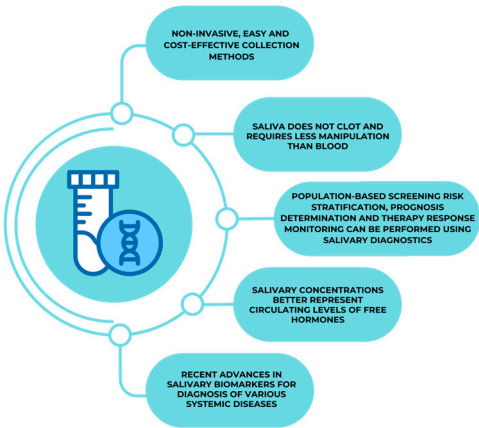 NON-INVASIVE, EASY AND
COST-EFFECTIVE COLLECTION
METHODS
SALIVA DOES NOT CLOT AND
REQUIRES LESS MANIPULATION
THAN BLOOD
POPULATION-BASED SCREENING RISK
STRATIFICATION, PROGNOSIS
DETERMINATION AND THERAPY RESPONSE
MONITORING CAN BE PERFORMED USING
SALIVARY DIAGNOSTICS
SALIVARY CONCENTRATIONS
BETTER REPRESENT
CIRCULATING LEVELS OF FREE
HORMONES
RECENT ADVANCES IN
SALIVARY BIOMARKERS FOR
DIAGNOSIS OF VARIOUS
SYSTEMIC DISEASES